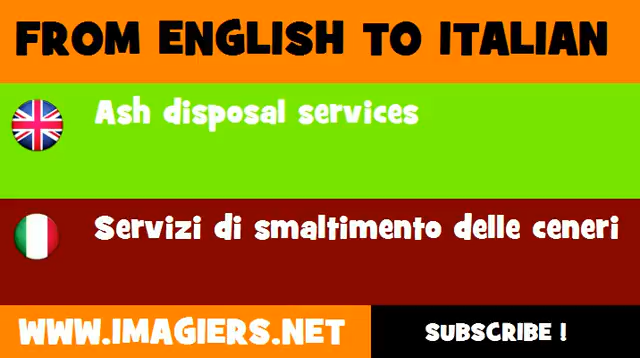 FROM ENGLISH TO ITALIAN
Ash disposal services
Servizi di smaltimento delle ceneri
WWW.IMAGIERS.NET
SUBSCRIBE !